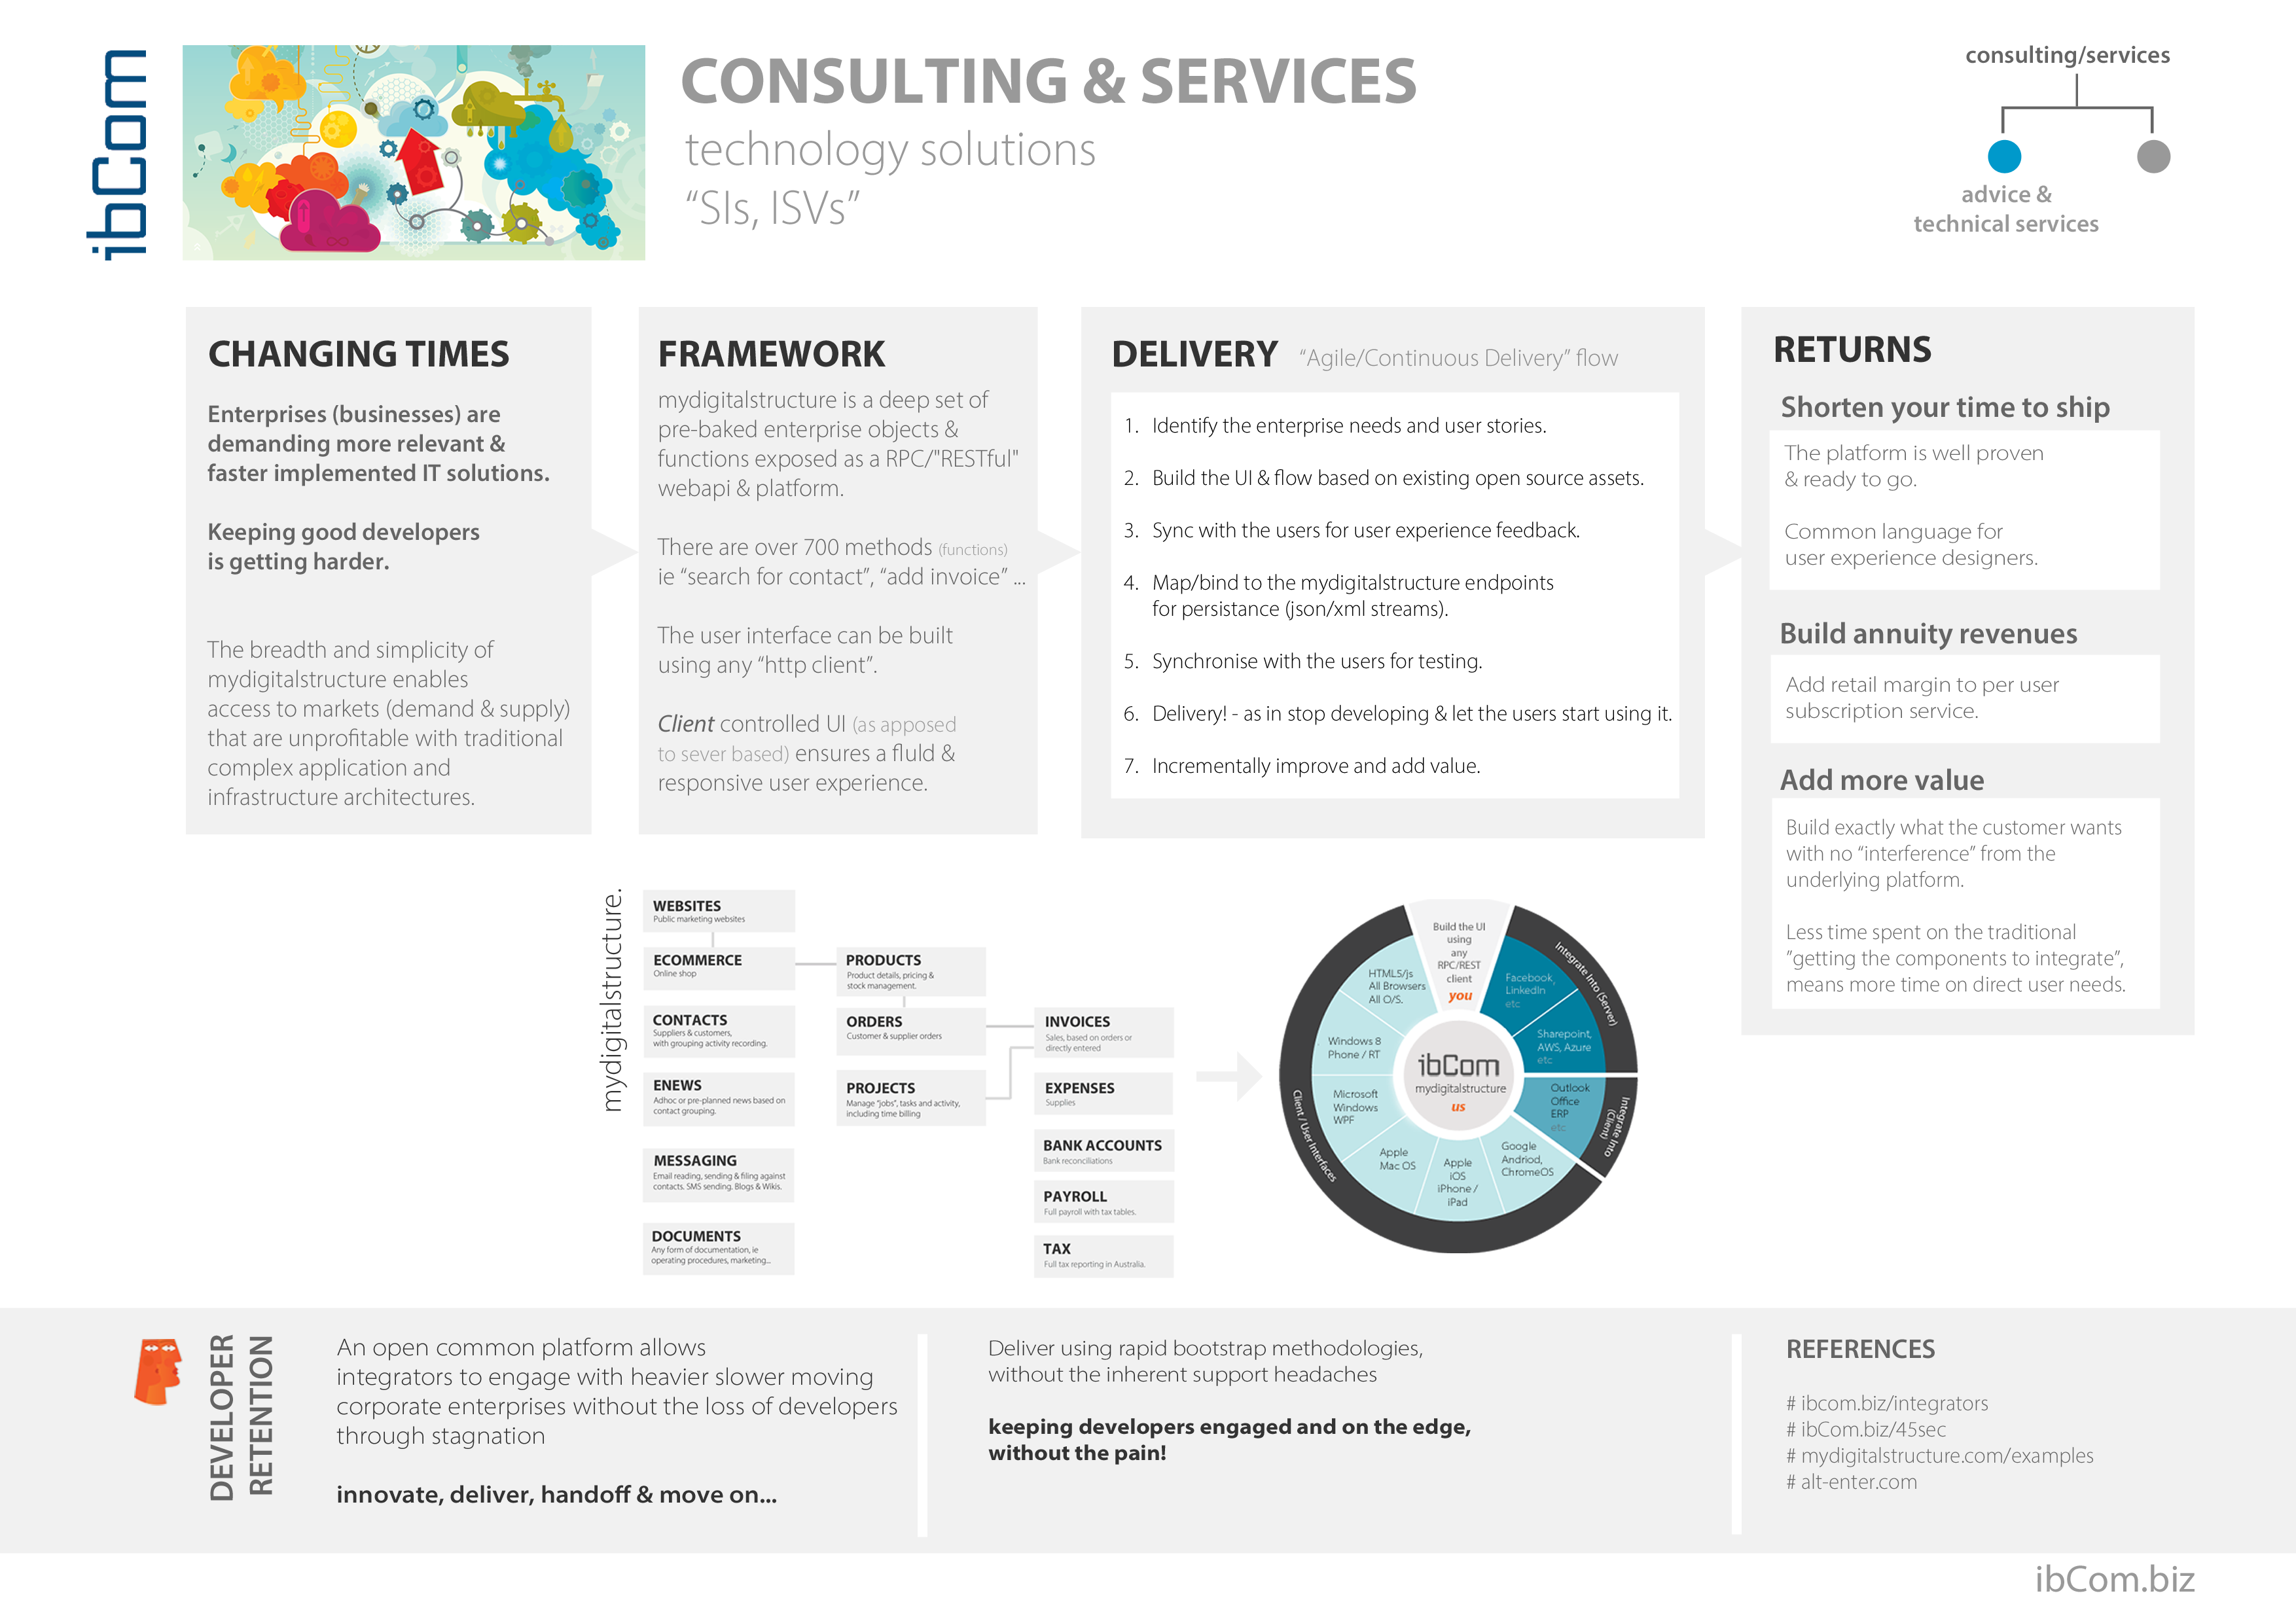 ibCom
CONSULTING & SERVICES
technology solutions
“SIs, ISVs”
consulting/services
advice &
technical services
CHANGING TIMES
Enterprises (businesses) are
demanding more relevant &
faster implemented IT solutions.
Keeping good developers
is getting harder.
The breadth and simplicity of
mydigitalstructure enables
access to markets (demand & supply)
that are unprofitable with traditional
complex application and
infrastructure architectures.
FRAMEWORK
mydigitalstructure is a deep set of
pre-baked enterprise objects &
functions exposed as a RPC/"RESTful"
webapi & platform.
There are over 700 methods (functions)
ie “search for contact”, “add invoice” ...
The user interface can be built
using any “http client”.
Client controlled UI (as apposed
to sever based) ensures a fluld &
responsive user experience.
DELIVERY “Agile/Continuous Delivery” flow
1. Identify the enterprise needs and user stories.
2. Build the UI & flow based on existing open source assets.
3. Sync with the users for user experience feedback.
4. Map/bind to the mydigitalstructure endpoints
for persistance (json/xml streams).
5. Synchronise with the users for testing.
6. Delivery! - as in stop developing & let the users start using it.
7. Incrementally improve and add value.
RETURNS
Shorten your time to ship
The platform is well proven
& ready to go.
Common language for
user experience designers.
Build annuity revenues
Add retail margin to per user
subscription service.
Add more value
Build exactly what the customer wants
with no “interference” from the
underlying platform.
Less time spent on the traditional
”getting the components to integrate”,
means more time on direct user needs.
mydigitalstructure.
WEBSITES
Public marketing websites
ECOMMERCE
Online shop
CONTACTS
Suppliers & customers,
with grouping activity recording.
ENEWS
Adhoc or pre-planned news based on
contact grouping.
MESSAGING
Email reading, sending & filing against
contacts. SMS sending. Blogs & Wikis.
DOCUMENTS
Any form of documentation, ie
operating procedures, marketing...
PRODUCTS
Product details, pricing &
stock management.
ORDERS
Customer & supplier orders
PROJECTS
Manage “jobs”, tasks and activity,
including time billing
INVOICES
Sales, based on orders or
directly entered
EXPENSES
Supplies
BANK ACCOUNTS
Bank reconciliations
PAYROLL
Full payroll with tax tables.
TAX
Full tax reporting in Australia.
Build the UI
using
any
RPC/REST
client
you
Integrate Into (Server)
Facebook,
LinkedIn
etc
Sharepoint,
AWS, Azure
etc
Integrate Into
(Client)
Outlook
Office
ERP
etc
Google
Andriod,
ChromeOS
Apple
iOS
iPhone /
iPad
Apple
Mac OS
Microsoft
Windows
WPF
Windows 8
Phone / RT
HTML5/js
All Browsers
All O/S.
Client / User Interfaces
ibCom
mydigitalstructure
us
DEVELOPER
RETENTION
An open common platform allows
integrators to engage with heavier slower moving
corporate enterprises without the loss of developers
through stagnation
innovate, deliver, handoff & move on...
Deliver using rapid bootstrap methodologies,
without the inherent support headaches
keeping developers engaged and on the edge,
without the pain!
REFERENCES
# ibcom.biz/integrators
# ibCom.biz/45sec
# mydigitalstructure.com/examples
# alt-enter.com
ibCom.biz